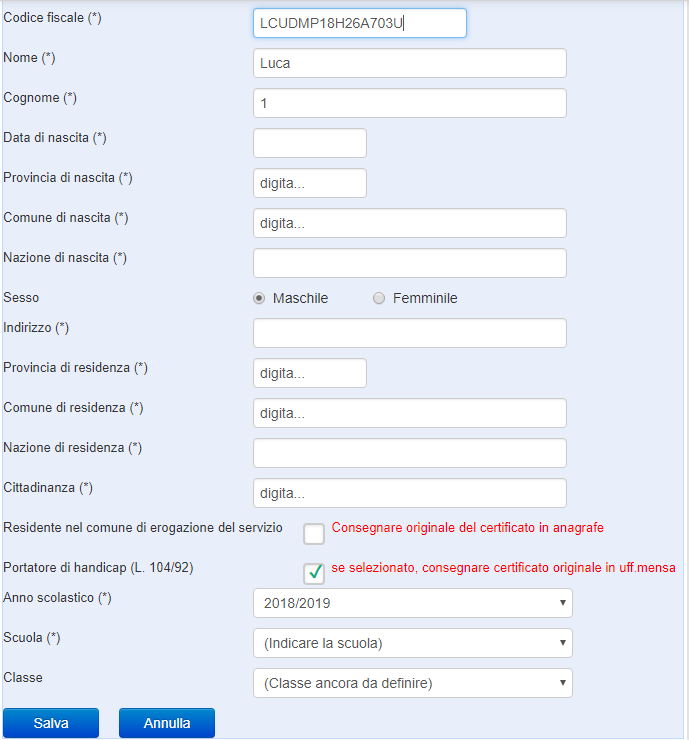 Codice fiscale (*) LCUDMP18H26A703U
Nome (*) Luca
Cognome (*) 1
Data di nascita (*)
Provincia di nascita (*) digita...
Comune di nascita (*) digita...
Nazione di nascita (*)
Sesso Maschile Femminile
Indirizzo (*)
Provincia di residenza (*) digita...
Comune di residenza (*) digita...
Nazione di residenza (*)
Cittadinanza (*) digita...
Residente nel comune di erogazione del servizio Consegnare originale del certificato in anagrafe
Portatore di handicap (L. 104/92) se selezionato, consegnare certificato originale in uff.mensa
Anno scolastico (*) 2018/2019
Scuola (*) (Indicare la scuola)
Classe (Classe ancora da definire)
Salva Annulla